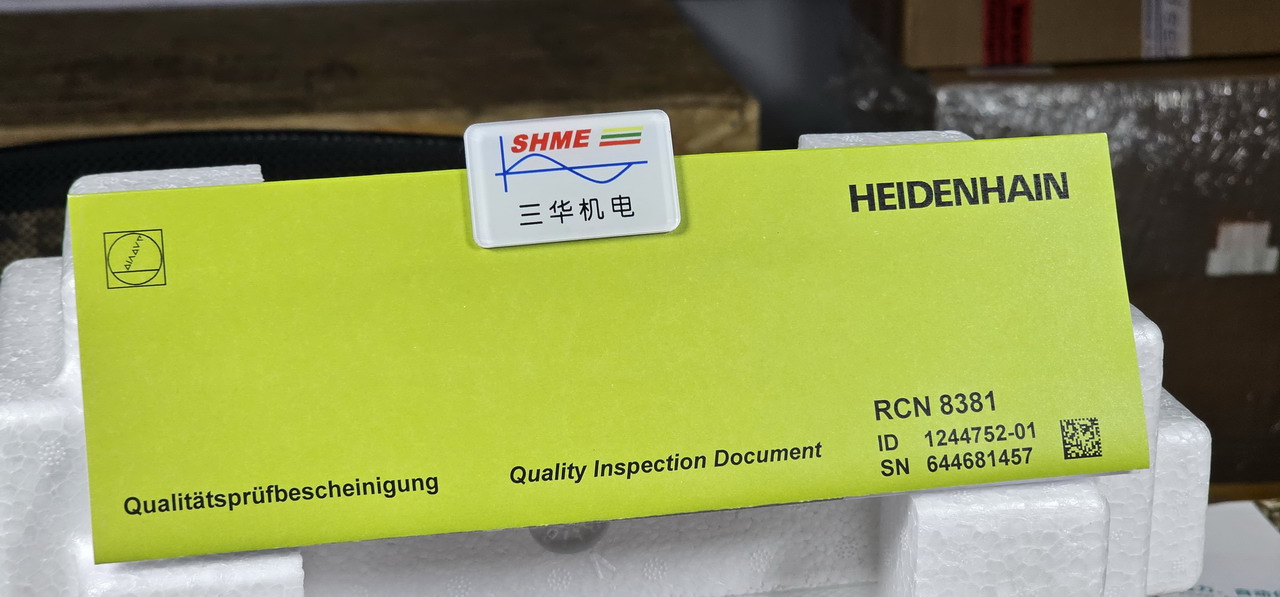 SHME
三华机电
HEIDENHAIN
RCN 8381
ID 1244752-01
SN 644681457
Qualitätsprüfbescheinigung
Quality Inspection Document